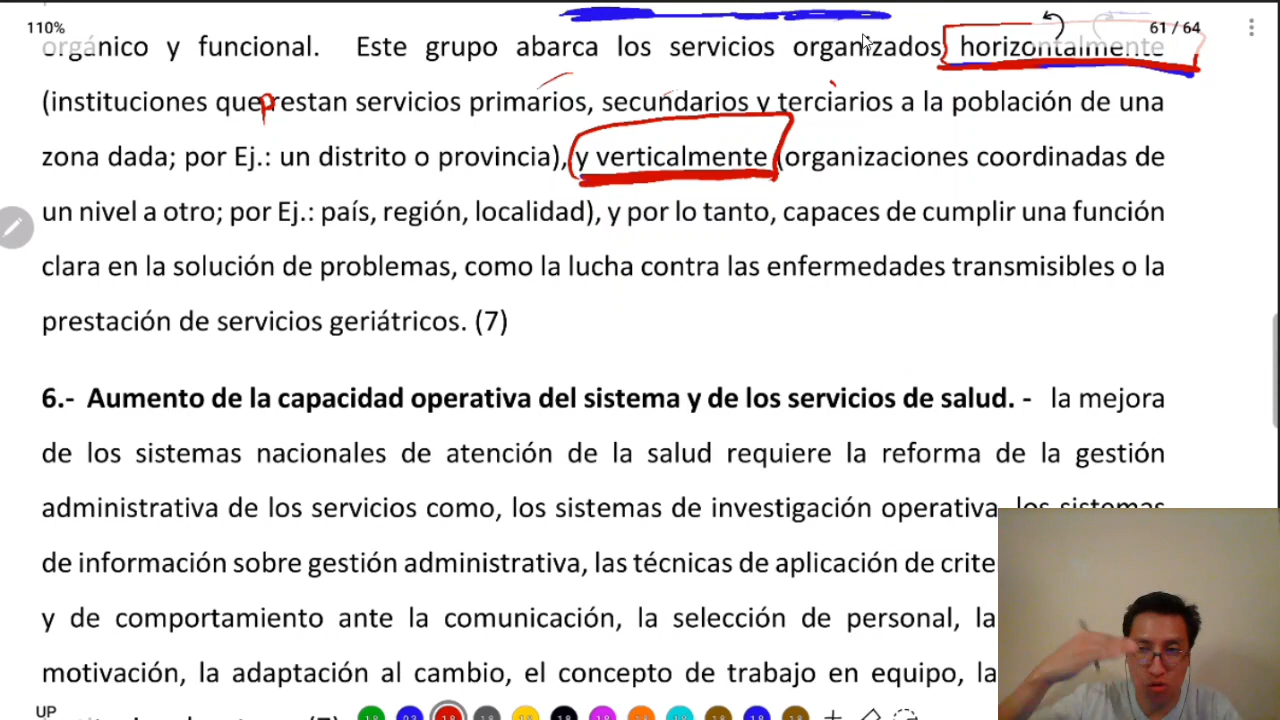 110%
61 / 64
orgánico y funcional. Este grupo abarca los servicios organizados horizontalmente
(instituciones que prestan servicios primarios, secundarios y terciarios a la población de una
zona dada; por Ej.: un distrito o provincia), y verticalmente (organizaciones coordinadas de
un nivel a otro; por Ej.: país, región, localidad), y por lo tanto, capaces de cumplir una función
clara en la solución de problemas, como la lucha contra las enfermedades transmisibles o la
prestación de servicios geriátricos. (7)
6.- Aumento de la capacidad operativa del sistema y de los servicios de salud. - la mejora
de los sistemas nacionales de atención de la salud requiere la reforma de la gestión
administrativa de los servicios como, los sistemas de investigación operativa, los sistemas
de información sobre gestión administrativa, las técnicas de aplicación de crite
y de comportamiento ante la comunicación, la selección de personal, la
motivación, la adaptación al cambio, el concepto de trabajo en equipo, la
UP